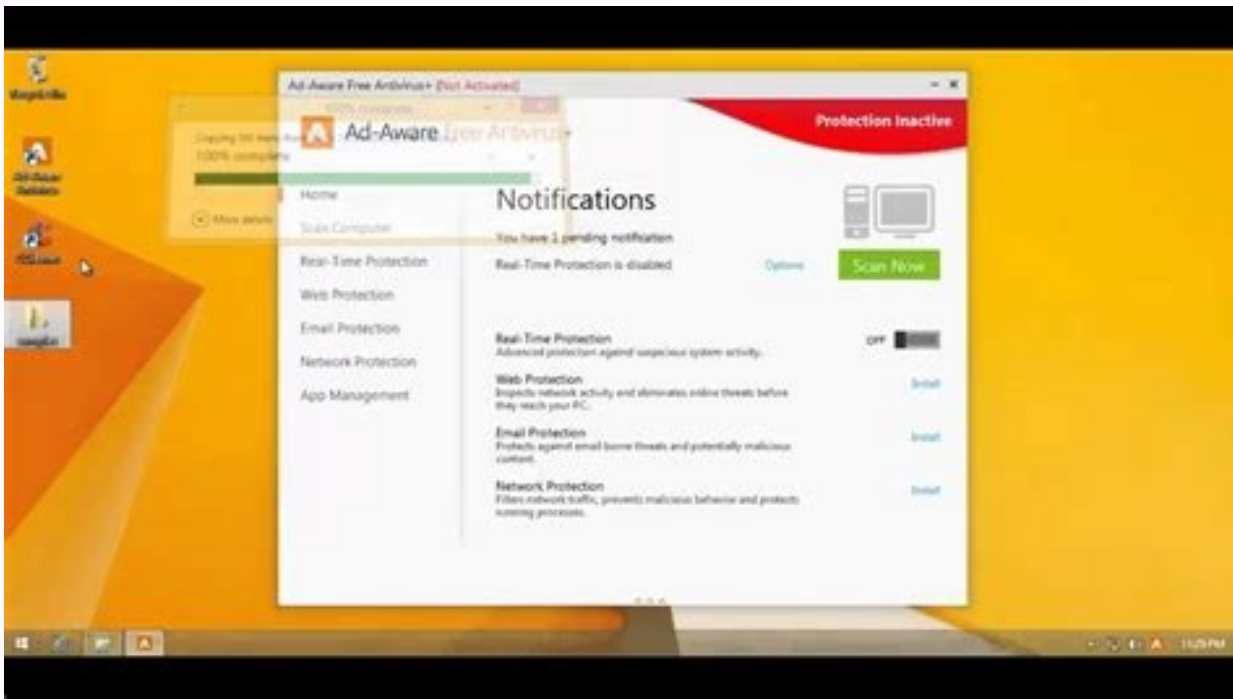 Ad-Aware Free Antivirus+ (Not Activated)
Protection Inactive
100% complete
Ad-Aware Free Antivirus+
100% complete
More details
Home
Scan Computer
Real-Time Protection
Web Protection
Email Protection
Network Protection
App Management
Notifications
You have 1 pending notification
Real-Time Protection is disabled
Options
Scan Now
Real-Time Protection
OFF
Advanced protection against suspicious system activity.
Web Protection
Install
Inspects network activity and eliminates online threats before
they reach your PC.
Email Protection
Install
Protects against email borne threats and potentially malicious
content.
Network Protection
Install
Filters network traffic, prevents malicious behavior and protects
running processes.